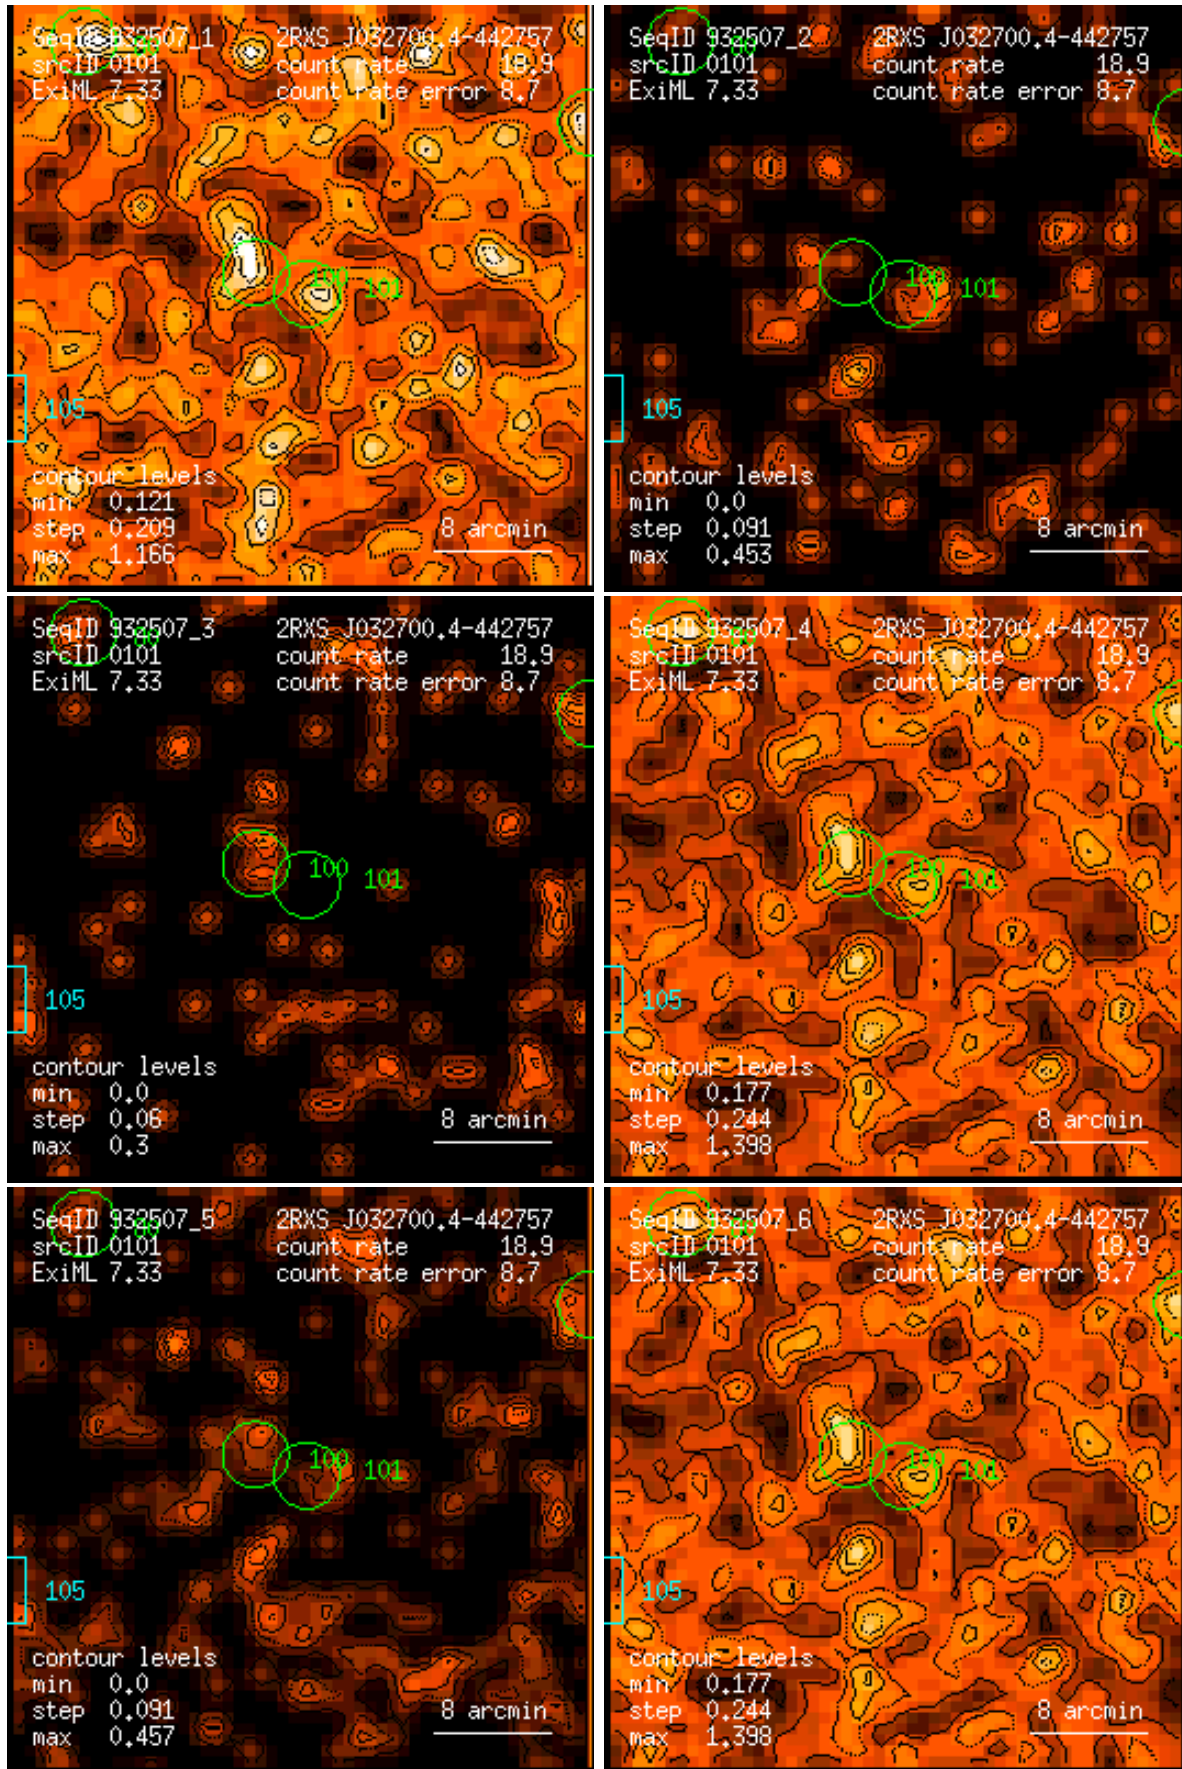 SeqID 932507_1 2RXS J032700.4-442757
srcID 0101 count rate 18.9
ExiML 7.33 count rate error 8.7
100
101
105
contour levels
min 0.121
step 0.209 8 arcmin
max 1.166
SeqID 932507_2 2RXS J032700.4-442757
srcID 0101 count rate 18.9
ExiML 7.33 count rate error 8.7
100
101
105
contour levels
min 0.0
step 0.091 8 arcmin
max 0.453
SeqID 932507_3 2RXS J032700.4-442757
srcID 0101 count rate 18.9
ExiML 7.33 count rate error 8.7
100
101
105
contour levels
min 0.0
step 0.06 8 arcmin
max 0.3
SeqID 932507_4 2RXS J032700.4-442757
srcID 0101 count rate 18.9
ExiML 7.33 count rate error 8.7
100
101
105
contour levels
min 0.177
step 0.244 8 arcmin
max 1.398
SeqID 932507_5 2RXS J032700.4-442757
srcID 0101 count rate 18.9
ExiML 7.33 count rate error 8.7
100
101
105
contour levels
min 0.0
step 0.091 8 arcmin
max 0.457
SeqID 932507_6 2RXS J032700.4-442757
srcID 0101 count rate 18.9
ExiML 7.33 count rate error 8.7
100
101
105
contour levels
min 0.177
step 0.244 8 arcmin
max 1.398